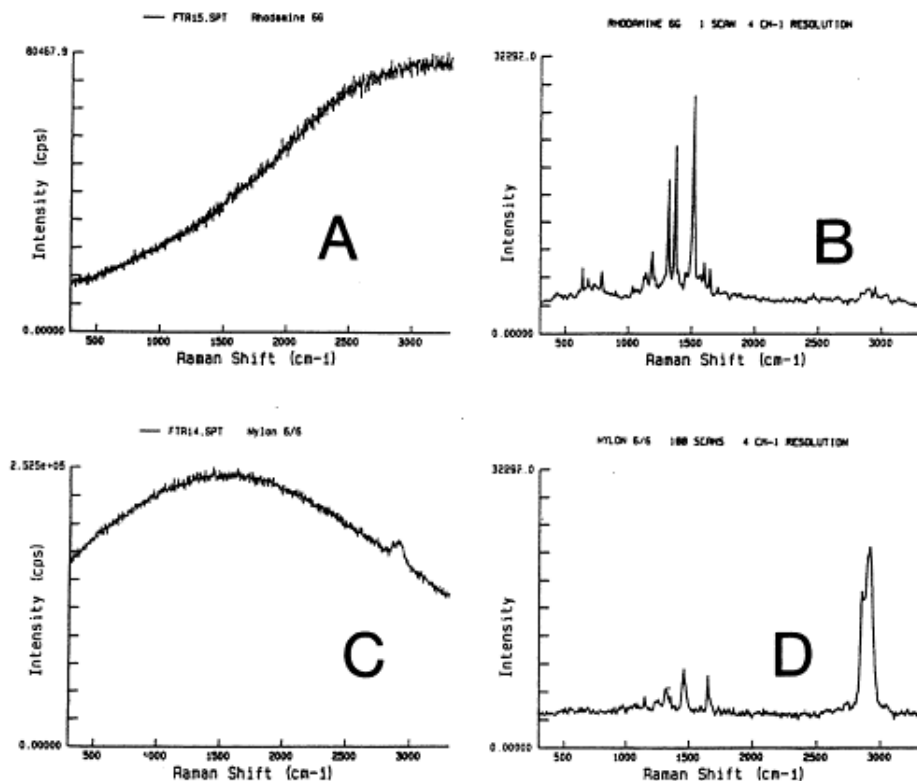 FTR15.SPT Rhodamine 6G
80467.9
Intensity (cps)
A
0.00000
500 1000 1500 2000 2500 3000
Raman Shift (cm-1)
RHODAMINE 6G 1 SCAN 4 CM-1 RESOLUTION
32292.0
Intensity
B
0.00000
500 1000 1500 2000 2500 3000
Raman Shift (cm-1)
FTR14.SPT Nylon 6/6
2.525e+05
Intensity (cps)
C
0.00000
500 1000 1500 2000 2500 3000
Raman Shift (cm-1)
NYLON 6/6 100 SCANS 4 CM-1 RESOLUTION
32292.0
Intensity
D
0.00000
500 1000 1500 2000 2500 3000
Raman Shift (cm-1)